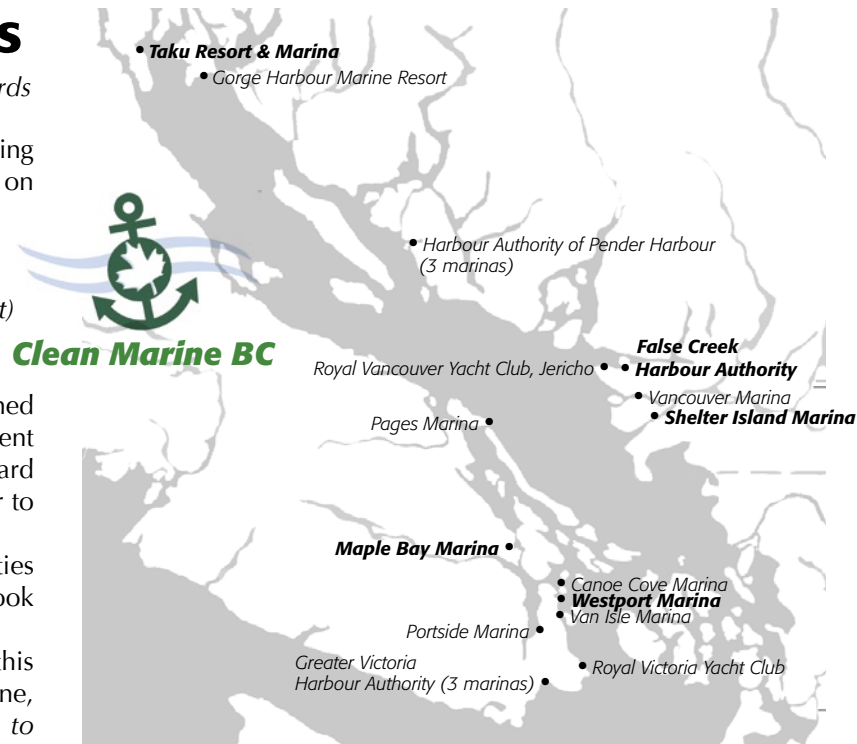 s
rds
ing
on
t)
Clean Marine BC
ned
ent
ard
r to
ties
ook
this
ne,
to
Taku Resort & Marina
Gorge Harbour Marine Resort
Harbour Authority of Pender Harbour
(3 marinas)
False Creek
Harbour Authority
Royal Vancouver Yacht Club, Jericho
Vancouver Marina
Shelter Island Marina
Pages Marina
Maple Bay Marina
Canoe Cove Marina
Westport Marina
Van Isle Marina
Portside Marina
Royal Victoria Yacht Club
Greater Victoria
Harbour Authority (3 marinas)